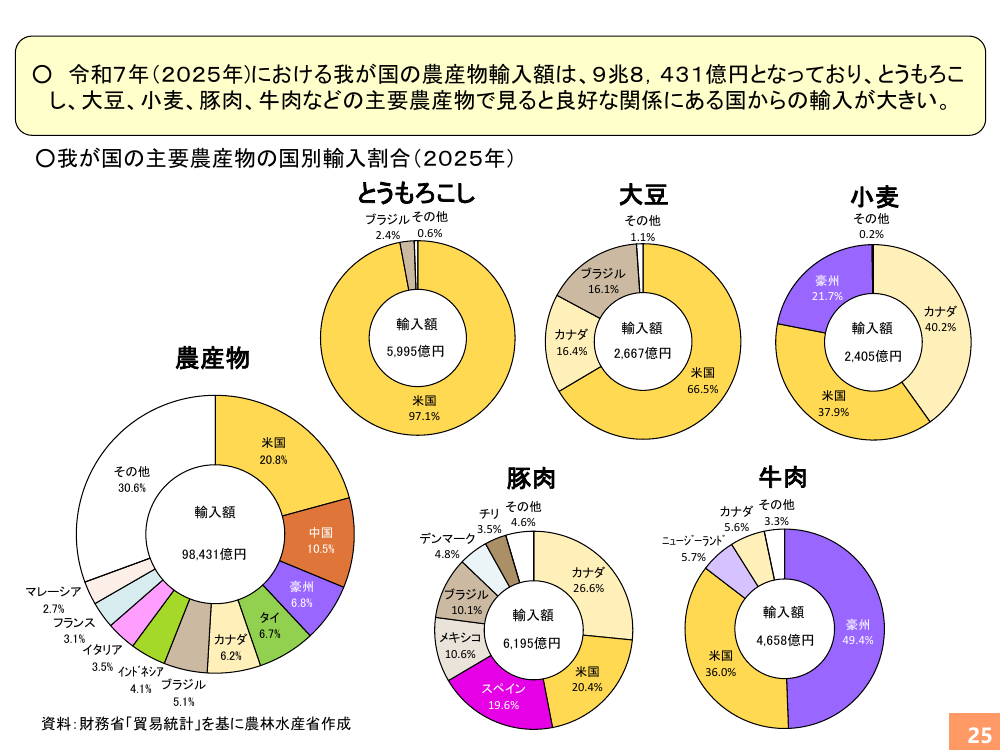 ○　令和７年（２０２５年）における我が国の農産物輸入額は、９兆８，４３１億円となっており、とうもろこ
し、大豆、小麦、豚肉、牛肉などの主要農産物で見ると良好な関係にある国からの輸入が大きい。
○我が国の主要農産物の国別輸入割合（２０２５年）
とうもろこし
ブラジル
2.4%
その他
0.6%
輸入額
5,995億円
米国
97.1%
大豆
その他
1.1%
ブラジル
16.1%
カナダ
16.4%
輸入額
2,667億円
米国
66.5%
小麦
その他
0.2%
豪州
21.7%
カナダ
40.2%
輸入額
2,405億円
米国
37.9%
農産物
米国
20.8%
その他
30.6%
輸入額
98,431億円
中国
10.5%
豪州
6.8%
タイ
6.7%
カナダ
6.2%
ブラジル
5.1%
インドネシア
4.1%
イタリア
3.5%
フランス
3.1%
マレーシア
2.7%
豚肉
チリ
3.5%
その他
4.6%
デンマーク
4.8%
カナダ
26.6%
ブラジル
10.1%
輸入額
6,195億円
メキシコ
10.6%
米国
20.4%
スペイン
19.6%
牛肉
カナダ
5.6%
その他
3.3%
ニュージーランド
5.7%
輸入額
4,658億円
豪州
49.4%
米国
36.0%
資料：財務省「貿易統計」を基に農林水産省作成
25